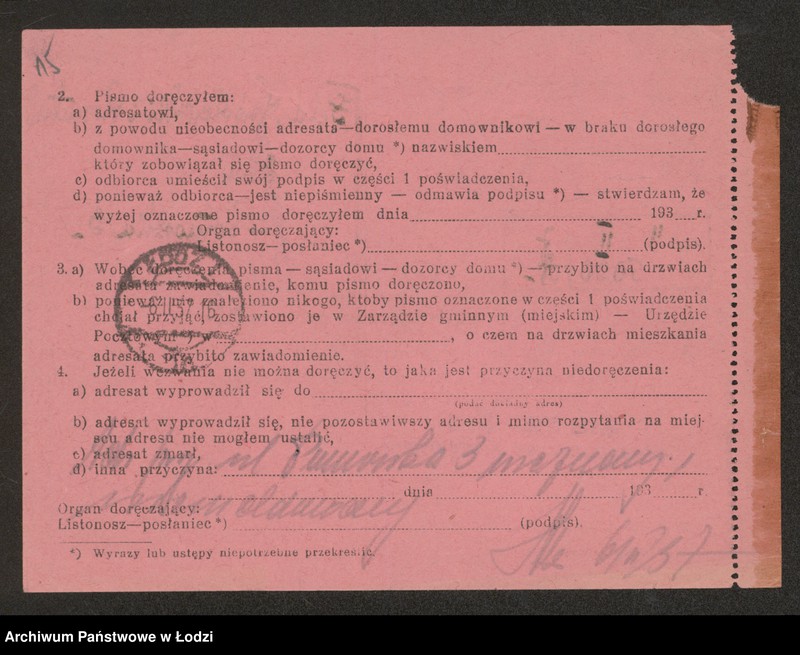 15
2. Pismo doręczyłem:
a) adresatowi,
b) z powodu nieobecności adresata—dorosłemu domownikowi — w braku dorosłego
domownika—sąsiadowi—dozorcy domu *) nazwiskiem
który zobowiązał się pismo doręczyć,
c) odbiorca umieścił swój podpis w części 1 poświadczenia,
d) ponieważ odbiorca—jest niepiśmienny — odmawia podpisu *) — stwierdzam, że
wyżej oznaczone pismo doręczyłem dnia 193 r.
Organ doręczający:
Listonosz—posłaniec *) (podpis).
ŁÓDŹ
3. a) Wobec doręczenia pisma — sąsiadowi — dozorcy domu *) — przybito na drzwiach
adresata zawiadomienie, komu pismo doręczono,
b) ponieważ nie znaleziono nikogo, ktoby pismo oznaczone w części 1 poświadczenia
chciał przyjąć, zostawiono je w Zarządzie gminnym (miejskim) — Urzędzie
Pocztowym *) w , o czem na drzwiach mieszkania
adresata przybito zawiadomienie.
4. Jeżeli wezwania nie można doręczyć, to jaka jest przyczyna niedoręczenia:
a) adresat wyprowadził się do
(podać dokładny adres)
b) adresat wyprowadził się, nie pozostawiwszy adresu i mimo rozpytania na miej-
scu adresu nie mogłem ustalić,
c) adresat zmarł,
d) inna przyczyna: ul 3
dnia 193 r.
Organ doręczający:
Listonosz—posłaniec *) (podpis).
*) Wyrazy lub ustępy niepotrzebne przekreślić.
Archiwum Państwowe w Łodzi